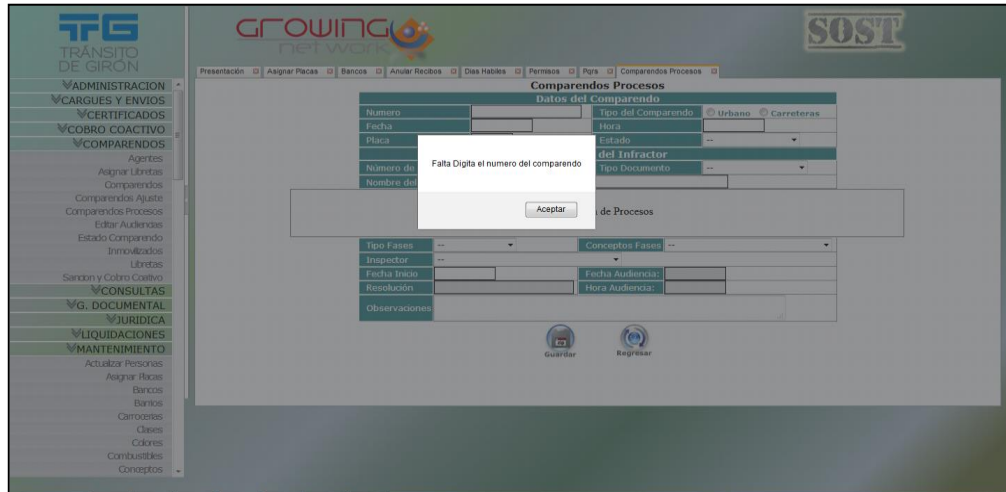 TRÁNSITO
DE GIRÓN
GrOWING
net WORK
SOST
Presentación
Asignar Placas
Bancos
Anular Recibos
Dias Habiles
Permisos
Pqrs
Comparendos Procesos
ADMINISTRACION
CARGUES Y ENVIOS
CERTIFICADOS
COBRO COACTIVO
COMPARENDOS
Agentes
Asignar Libretas
Comparendos
Comparendos Ajuste
Comparendos Procesos
Editar Audiencias
Estado Comparendo
Inmovilizados
Libretas
Sancion y Cobro Coativo
CONSULTAS
G. DOCUMENTAL
JURIDICA
LIQUIDACIONES
MANTENIMIENTO
Actualizar Personas
Asignar Placas
Bancos
Barrios
Carrocerias
Clases
Colores
Combustibles
Conceptos
Comparendos Procesos
Datos del Comparendo
Numero
Tipo del Comparendo
Urbano
Carreteras
Fecha
Hora
Placa
Estado
--
del Infractor
Número de
Tipo Documento
--
Nombre del
Falta Digita el numero del comparendo
Aceptar
de Procesos
Tipo Fases
--
Conceptos Fases
--
Inspector
--
Fecha Inicio
Fecha Audiencia:
Resolución
Hora Audiencia:
Observaciones
Guardar
Regresar